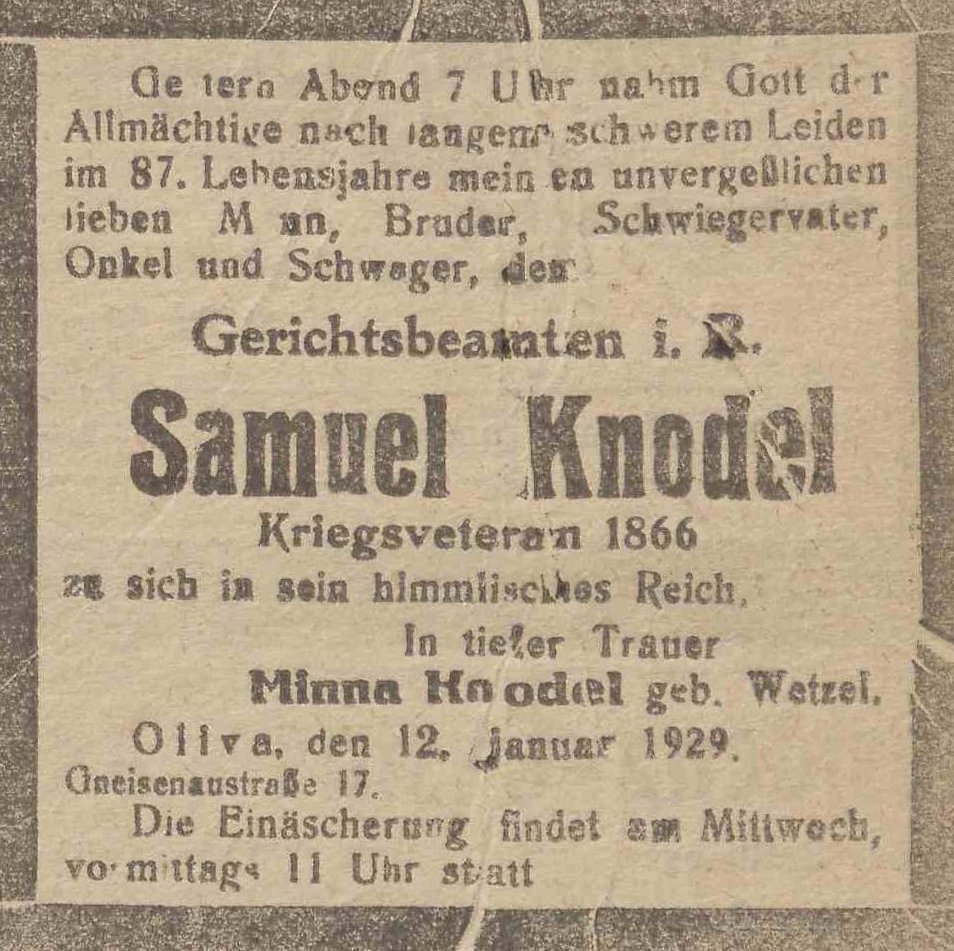 Gestern Abend 7 Uhr nahm Gott der
Allmächtige nach langem, schwerem Leiden
im 87. Lebensjahre meinen unvergeßlichen
lieben Mann, Bruder, Schwiegervater,
Onkel und Schwager, den
Gerichtsbeamten i. R.
Samuel Knodel
Kriegsveteran 1866
zu sich in sein himmlisches Reich.
In tiefer Trauer
Minna Knodel geb. Wetzel.
Oliva, den 12. Januar 1929.
Gneisenaustraße 17.
Die Einäscherung findet am Mittwoch,
vormittags 11 Uhr statt